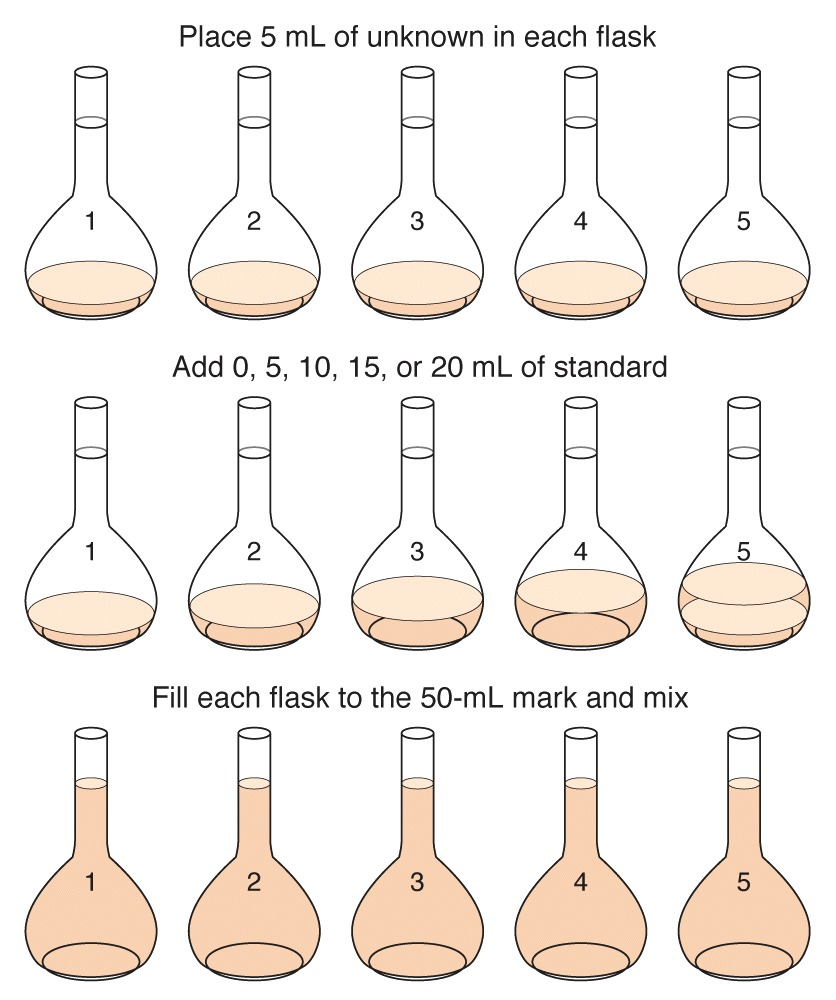 Place 5 mL of unknown in each flask
1 2 3 4 5
Add 0, 5, 10, 15, or 20 mL of standard
1 2 3 4 5
Fill each flask to the 50-mL mark and mix
1 2 3 4 5